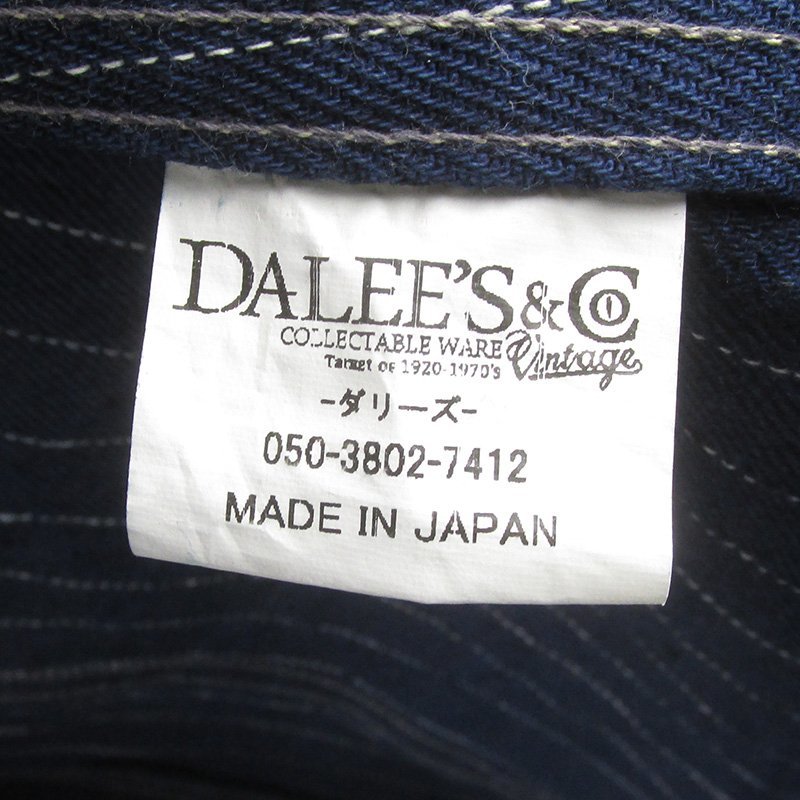 DALEE'S & Co
COLLECTABLE WARE Vintage
Target of 1920-1970's
-ダリーズ-
050-3802-7412
MADE IN JAPAN